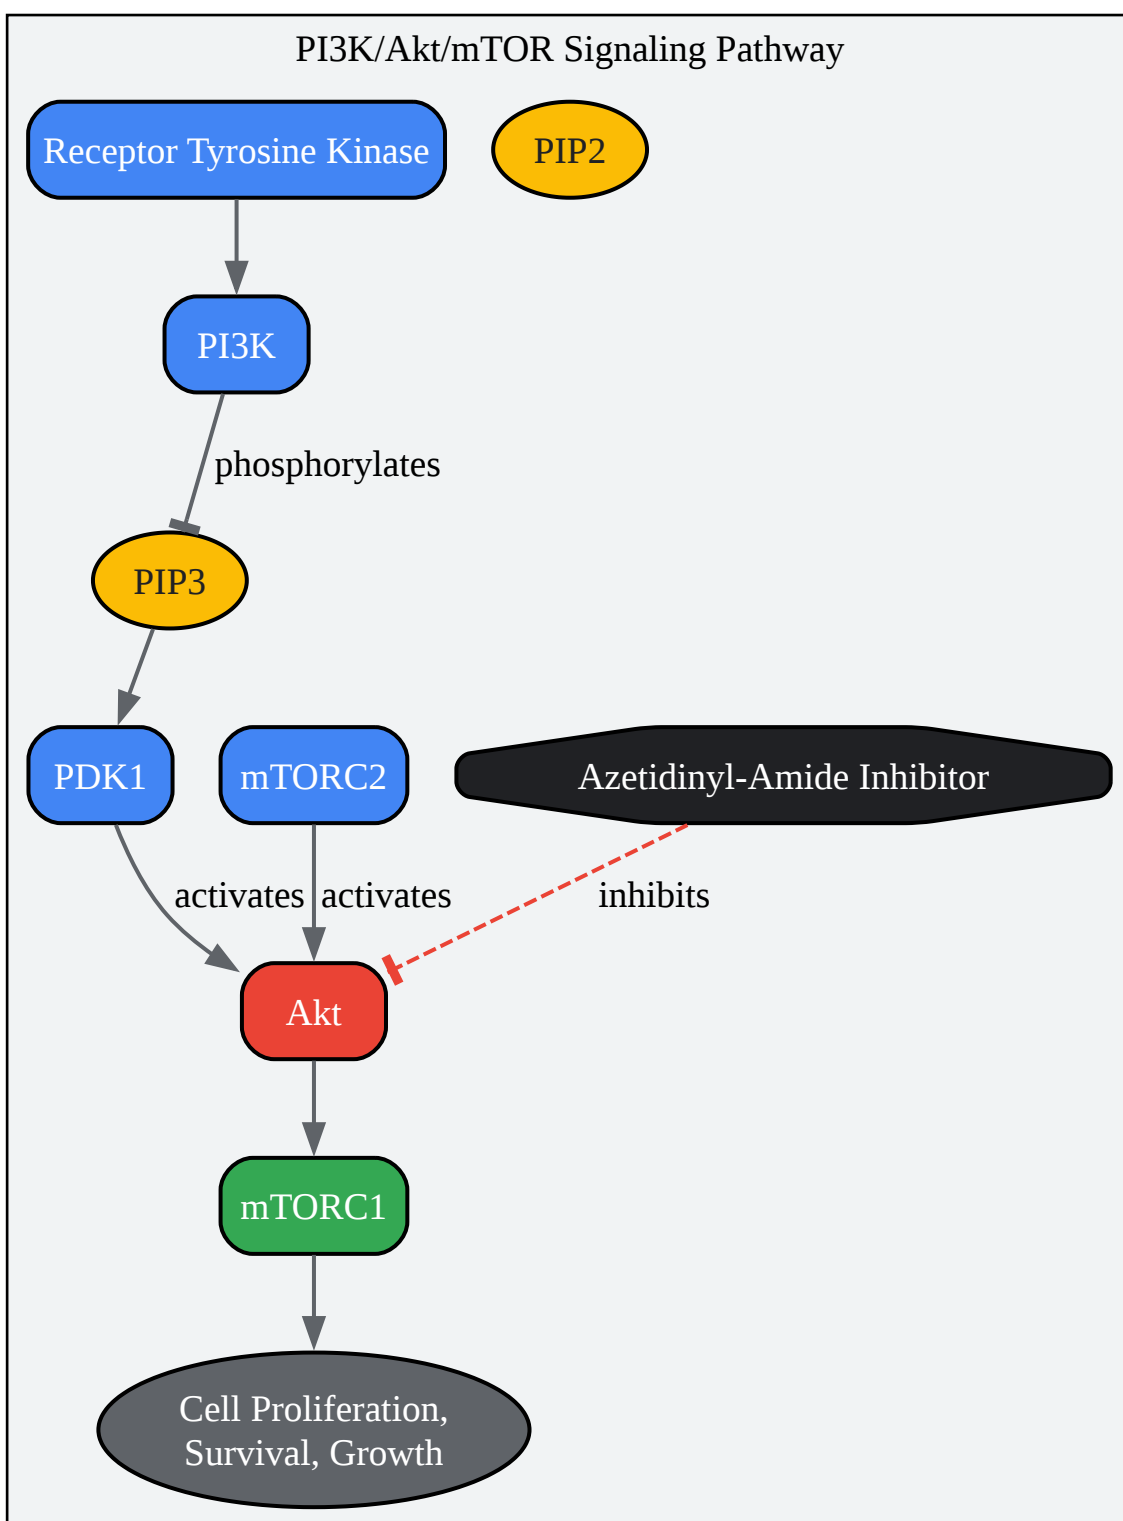 PI3K/Akt/mTOR Signaling Pathway
Receptor Tyrosine Kinase
PIP2
PI3K
phosphorylates
PIP3
PDK1
mTORC2
Azetidinyl-Amide Inhibitor
activates
activates
inhibits
Akt
mTORC1
Cell Proliferation,
Survival, Growth